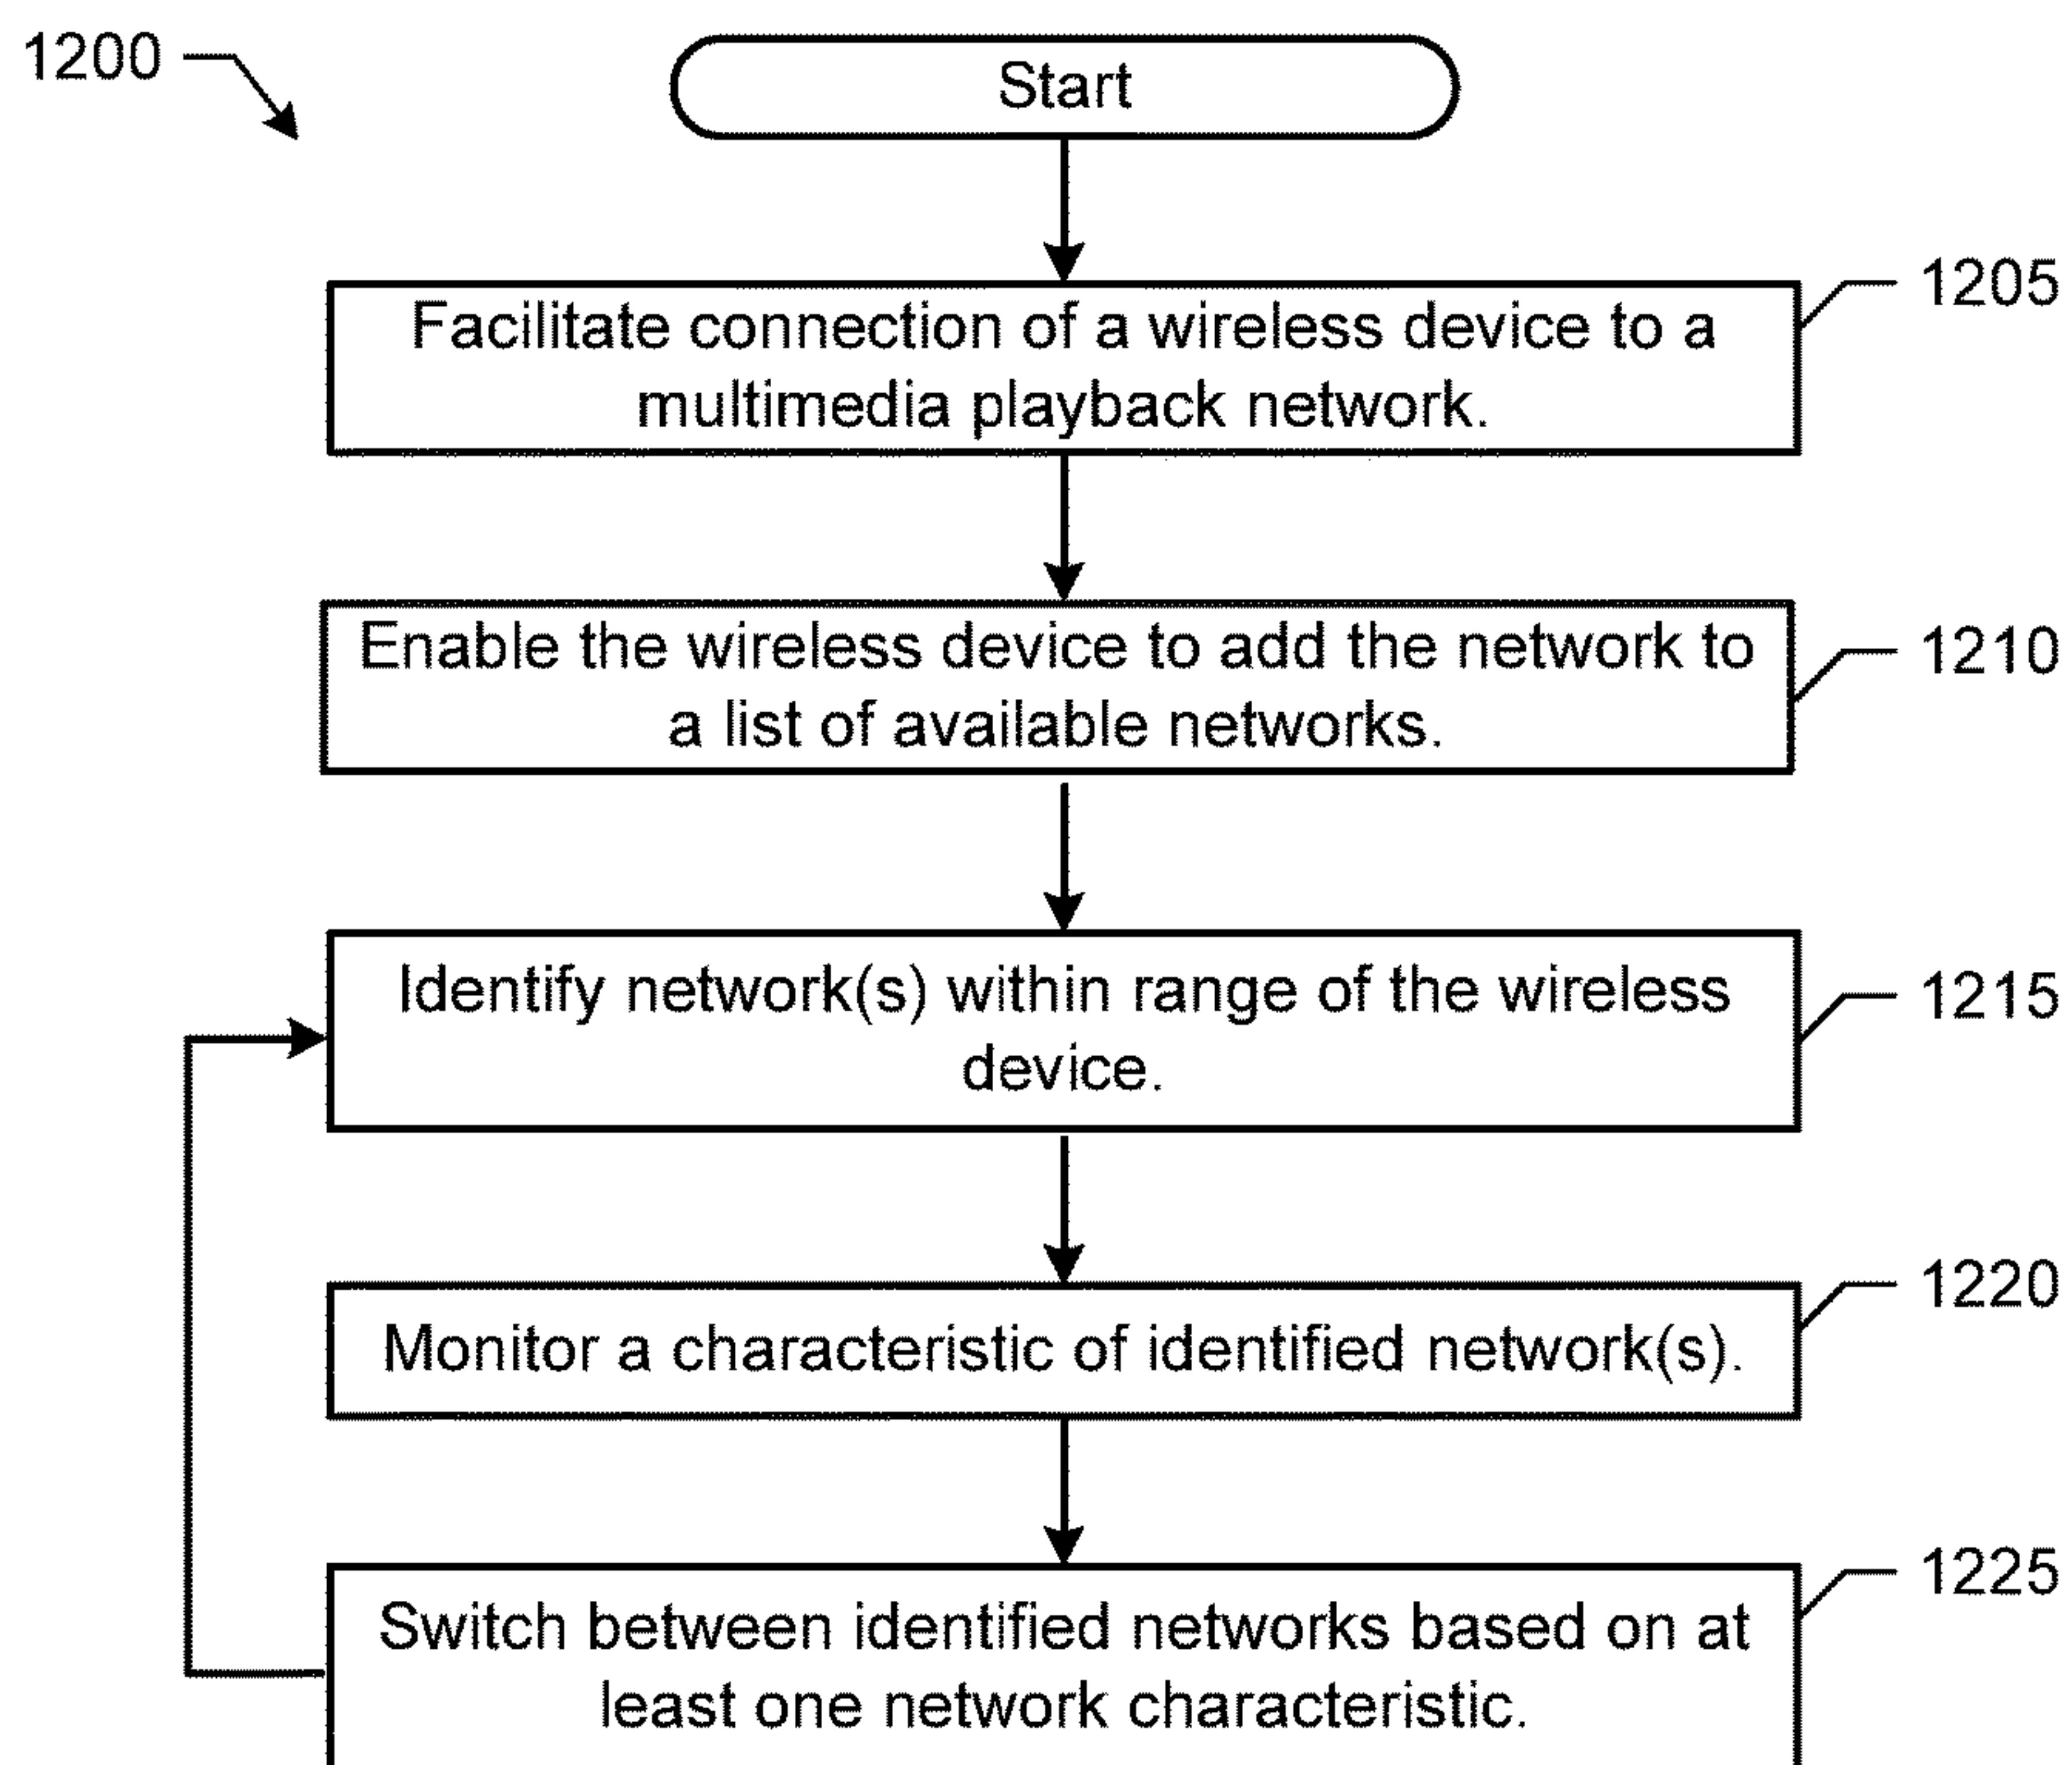 1200
Start
1205
Facilitate connection of a wireless device to a
multimedia playback network.
1210
Enable the wireless device to add the network to
a list of available networks.
1215
Identify network(s) within range of the wireless
device.
1220
Monitor a characteristic of identified network(s).
1225
Switch between identified networks based on at
least one network characteristic.